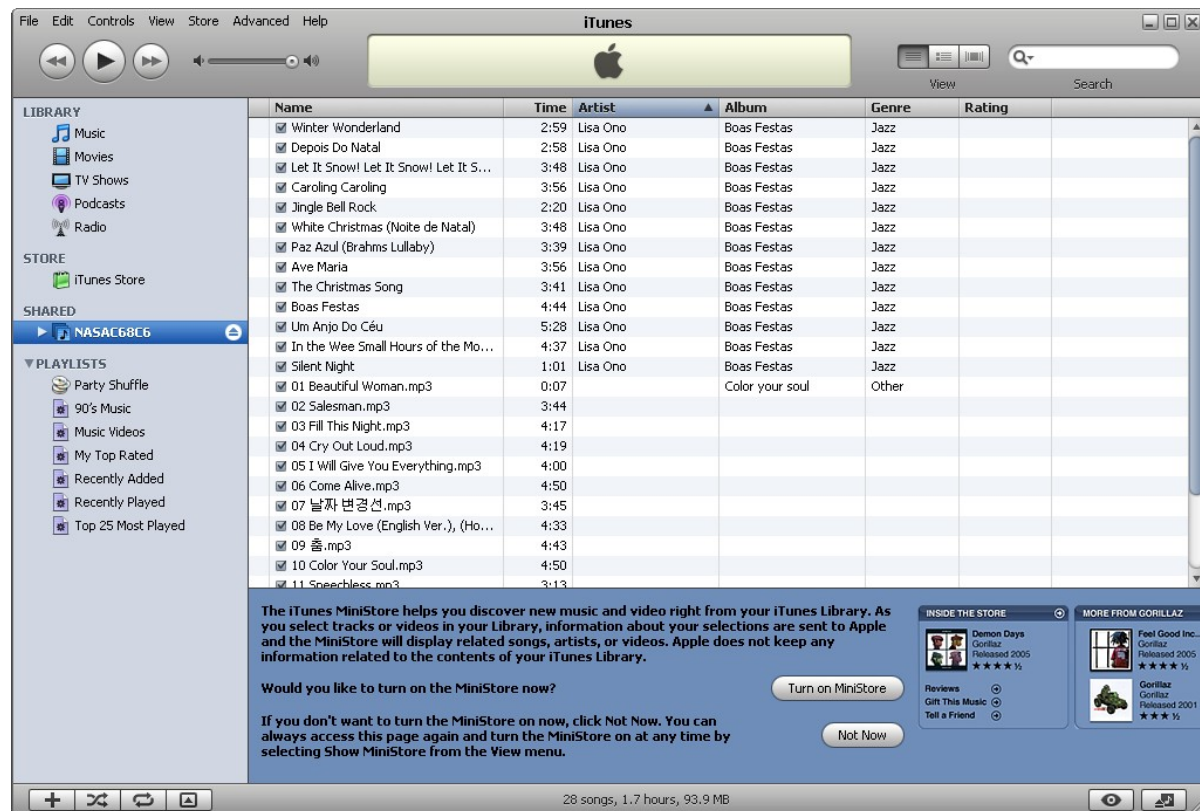 File Edit Controls View Store Advanced Help
iTunes
View
Search
LIBRARY
Music
Movies
TV Shows
Podcasts
Radio
STORE
iTunes Store
SHARED
NASAC68C6
PLAYLISTS
Party Shuffle
90's Music
Music Videos
My Top Rated
Recently Added
Recently Played
Top 25 Most Played
Name Time Artist Album Genre Rating
Winter Wonderland 2:59 Lisa Ono Boas Festas Jazz
Depois Do Natal 2:58 Lisa Ono Boas Festas Jazz
Let It Snow! Let It Snow! Let It S... 3:48 Lisa Ono Boas Festas Jazz
Caroling Caroling 3:56 Lisa Ono Boas Festas Jazz
Jingle Bell Rock 2:20 Lisa Ono Boas Festas Jazz
White Christmas (Noite de Natal) 3:48 Lisa Ono Boas Festas Jazz
Paz Azul (Brahms Lullaby) 3:39 Lisa Ono Boas Festas Jazz
Ave Maria 3:56 Lisa Ono Boas Festas Jazz
The Christmas Song 3:41 Lisa Ono Boas Festas Jazz
Boas Festas 4:44 Lisa Ono Boas Festas Jazz
Um Anjo Do Céu 5:28 Lisa Ono Boas Festas Jazz
In the Wee Small Hours of the Mo... 4:37 Lisa Ono Boas Festas Jazz
Silent Night 1:01 Lisa Ono Boas Festas Jazz
01 Beautiful Woman.mp3 0:07 Color your soul Other
02 Salesman.mp3 3:44
03 Fill This Night.mp3 4:17
04 Cry Out Loud.mp3 4:19
05 I Will Give You Everything.mp3 4:00
06 Come Alive.mp3 4:50
07 날짜 변경선.mp3 3:45
08 Be My Love (English Ver.), (Ho... 4:33
09 춤.mp3 4:43
10 Color Your Soul.mp3 4:50
11 Speechless.mp3 3:13
The iTunes MiniStore helps you discover new music and video right from your iTunes Library. As
you select tracks or videos in your Library, information about your selections are sent to Apple
and the MiniStore will display related songs, artists, or videos. Apple does not keep any
information related to the contents of your iTunes Library.
Would you like to turn on the MiniStore now?
Turn on MiniStore
If you don't want to turn the MiniStore on now, click Not Now. You can
always access this page again and turn the MiniStore on at any time by
selecting Show MiniStore from the View menu.
Not Now
INSIDE THE STORE
Demon Days
Gorillaz
Released 2005
Reviews
Gift This Music
Tell a Friend
MORE FROM GORILLAZ
Feel Good Inc...
Gorillaz
Released 2005
Gorillaz
Gorillaz
Released 2001
28 songs, 1.7 hours, 93.9 MB